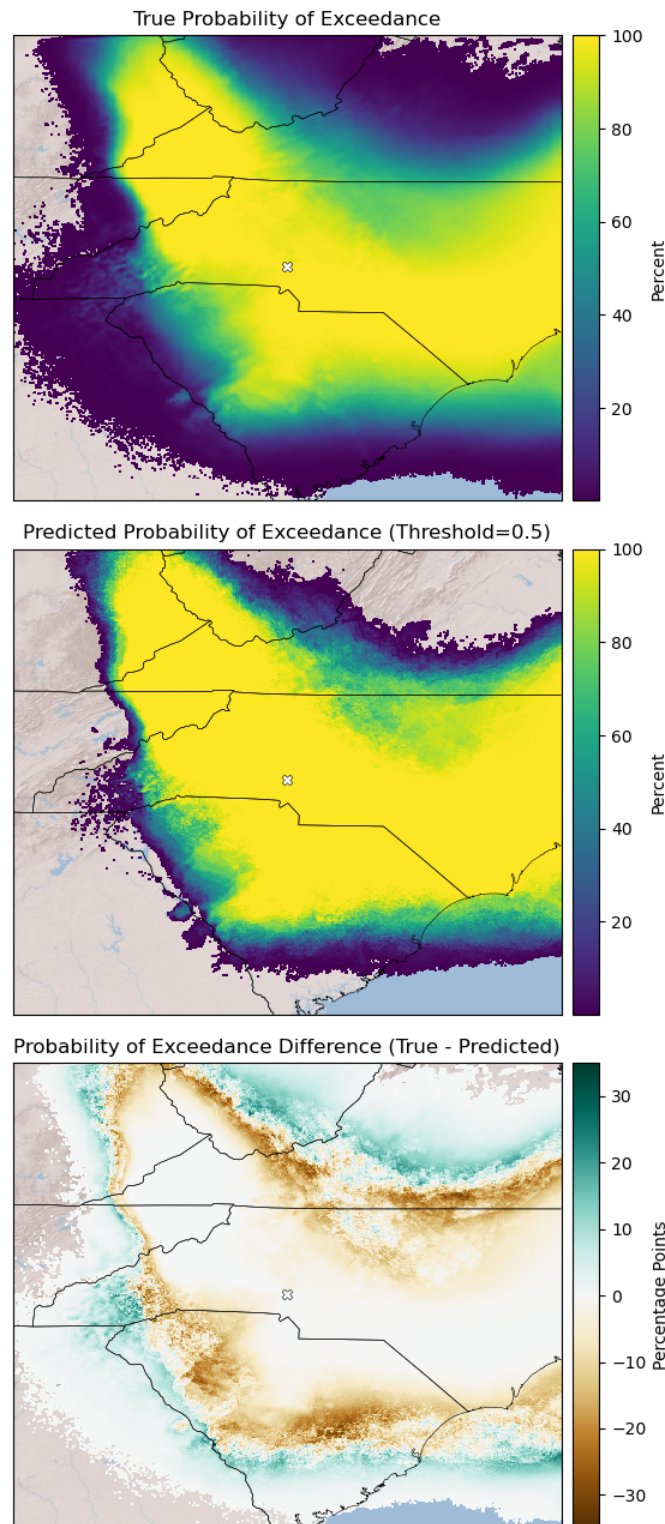 True Probability of Exceedance
100
80
60
40
20
Percent
Predicted Probability of Exceedance (Threshold=0.5)
100
80
60
40
20
Percent
Probability of Exceedance Difference (True - Predicted)
30
20
10
0
−10
−20
−30
Percentage Points